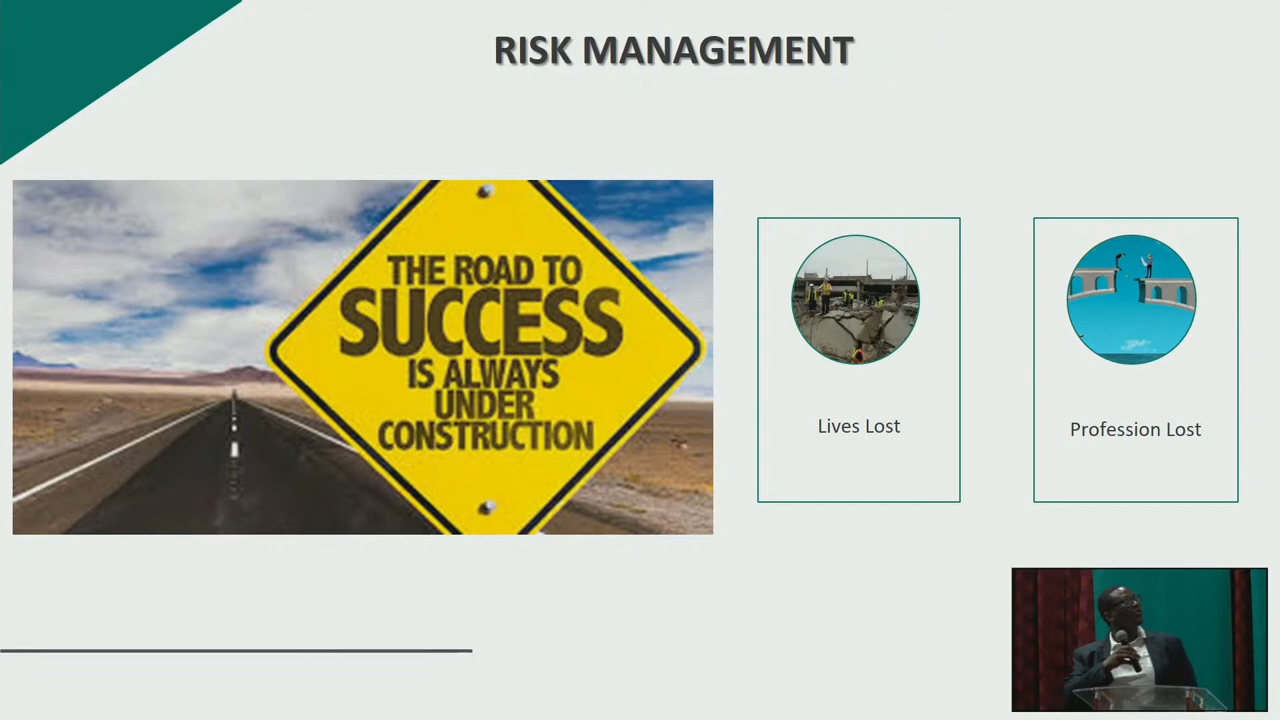 RISK MANAGEMENT
THE ROAD TO
SUCCESS
IS ALWAYS
UNDER
CONSTRUCTION
Lives Lost
Profession Lost